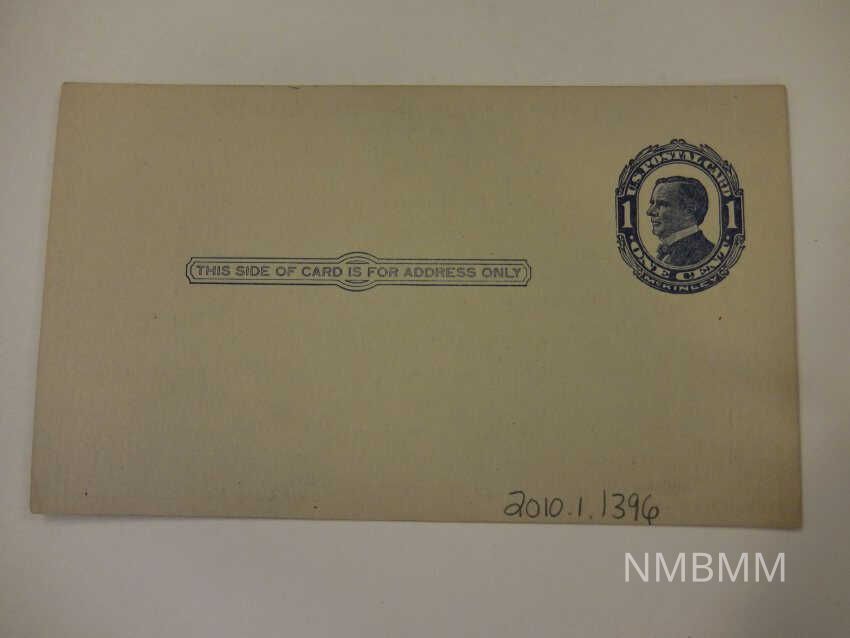 U.S. POSTAL CARD
1 1
· ONE CENT ·
McKINLEY
THIS SIDE OF CARD IS FOR ADDRESS ONLY
2010.1.1396
NMBMM